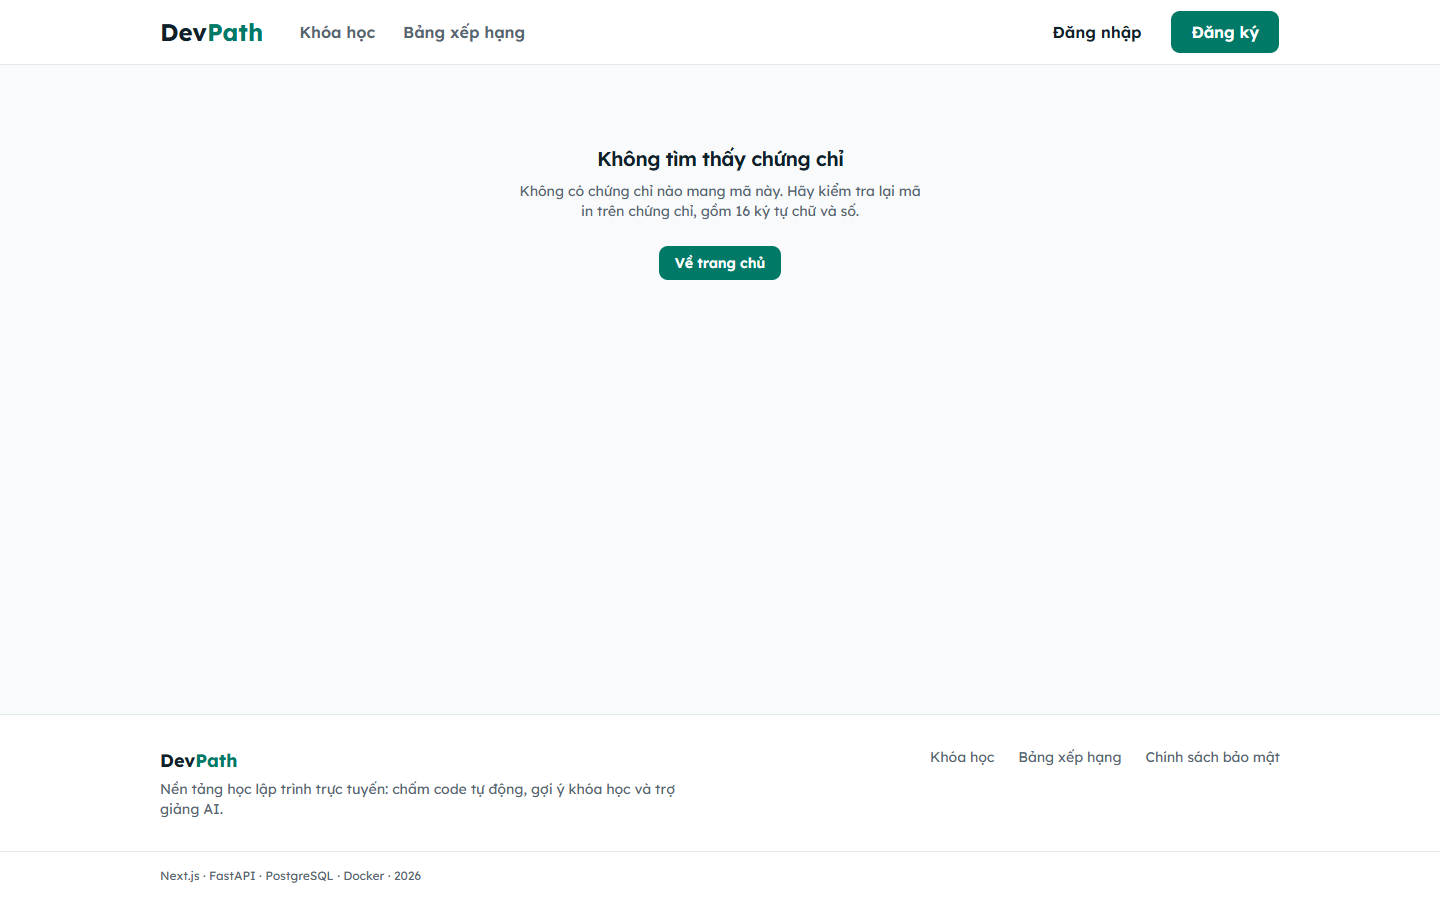 DevPath Khóa học Bảng xếp hạng Đăng nhập Đăng ký
Không tìm thấy chứng chỉ
Không có chứng chỉ nào mang mã này. Hãy kiểm tra lại mã
in trên chứng chỉ, gồm 16 ký tự chữ và số.
Về trang chủ
DevPath
Khóa học Bảng xếp hạng Chính sách bảo mật
Nền tảng học lập trình trực tuyến: chấm code tự động, gợi ý khóa học và trợ
giảng AI.
Next.js · FastAPI · PostgreSQL · Docker · 2026